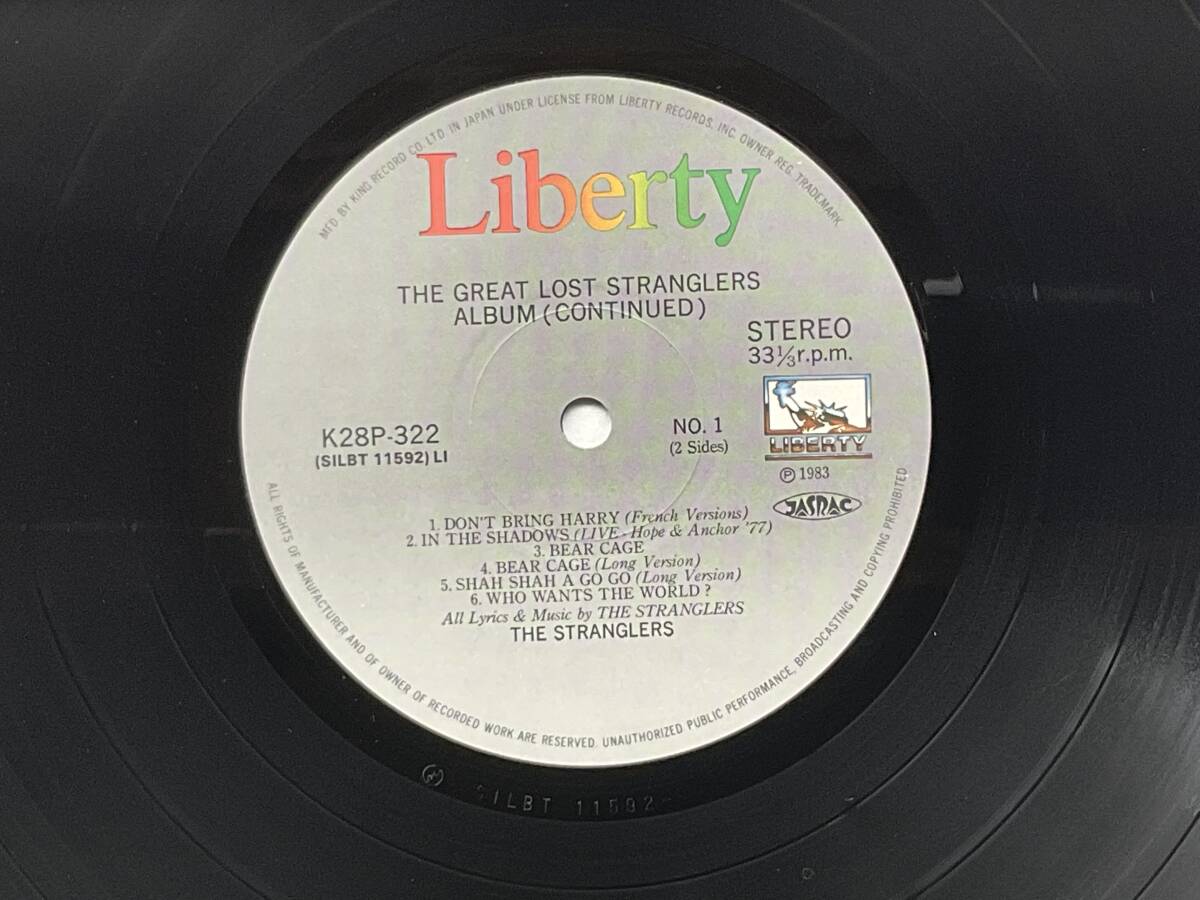 MF'D. BY KING RECORD CO. LTD. IN JAPAN UNDER LICENSE FROM LIBERTY RECORDS, INC. OWNER REG. TRADEMARK
Liberty
THE GREAT LOST STRANGLERS
ALBUM (CONTINUED)
STEREO
33⅓r.p.m.
K28P-322
(SILBT 11592) LI
NO. 1
(2 Sides)
LIBERTY
Ⓟ 1983
JASRAC
1. DON'T BRING HARRY (French Versions)
2. IN THE SHADOWS (LIVE-Hope & Anchor '77)
3. BEAR CAGE
4. BEAR CAGE (Long Version)
5. SHAH SHAH A GO GO (Long Version)
6. WHO WANTS THE WORLD?
All Lyrics & Music by THE STRANGLERS
THE STRANGLERS
ALL RIGHTS OF MANUFACTURER AND OF OWNER OF RECORDED WORK ARE RESERVED. UNAUTHORIZED PUBLIC PERFORMANCE, BROADCASTING AND COPYING PROHIBITED
SILBT 11592-